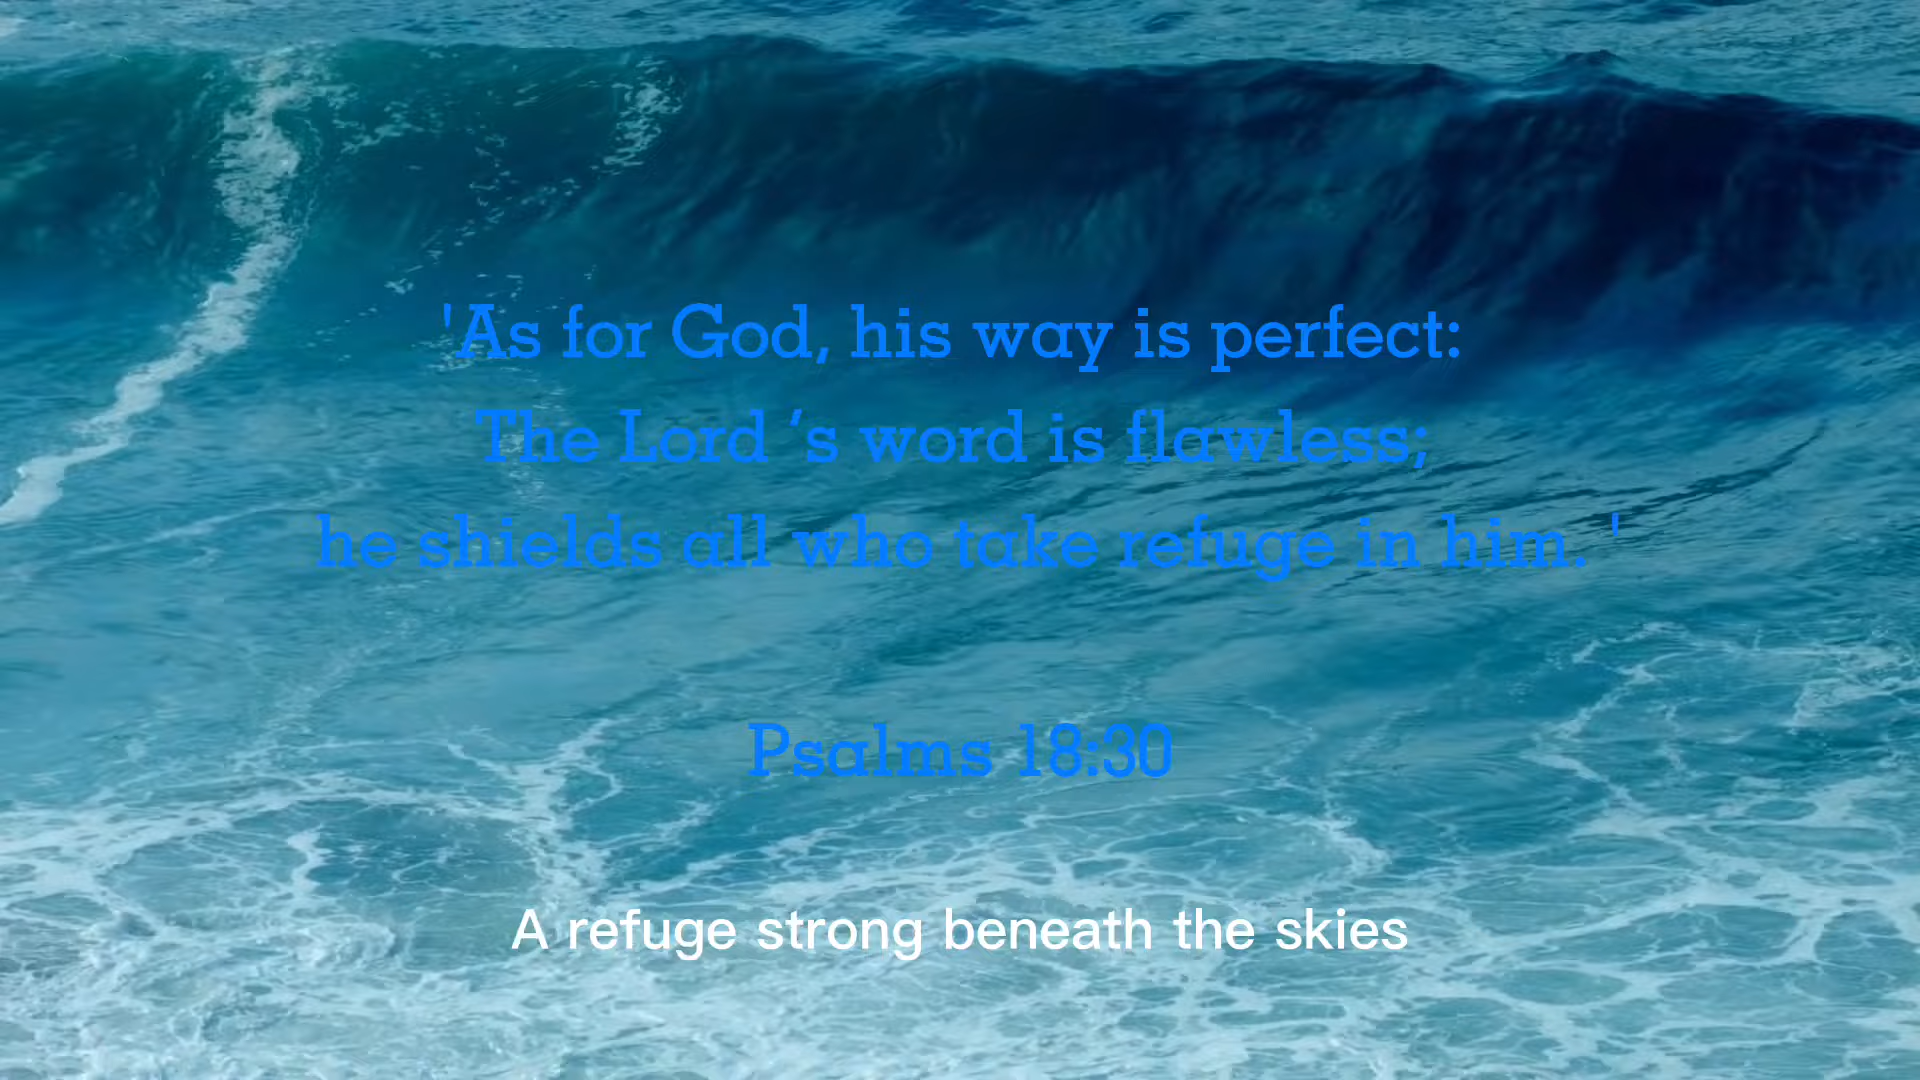 'As for God, his way is perfect:
The Lord ’s word is flawless;
he shields all who take refuge in him. '
Psalms 18:30
A refuge strong beneath the skies